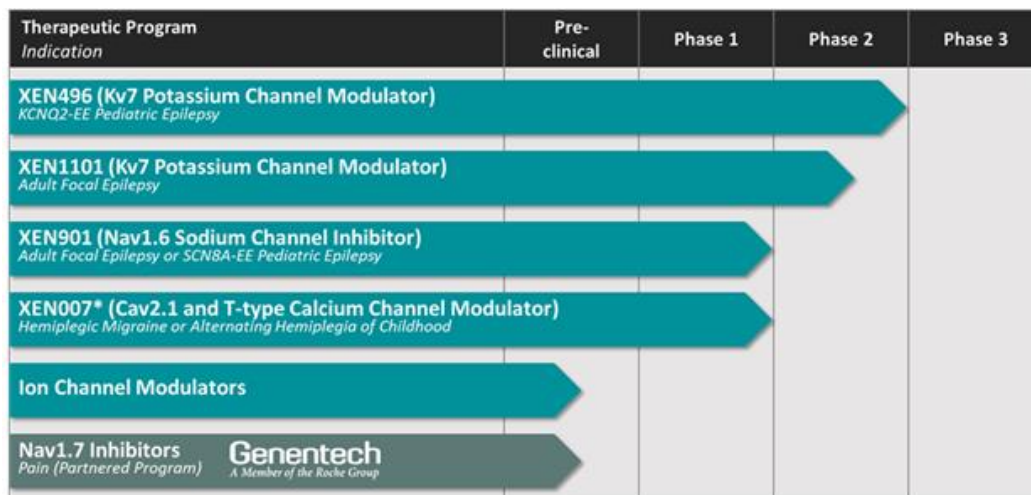 Therapeutic Program
Indication
Pre-
clinical
Phase 1
Phase 2
Phase 3
XEN496 (Kv7 Potassium Channel Modulator)
KCNQ2-EE Pediatric Epilepsy
XEN1101 (Kv7 Potassium Channel Modulator)
Adult Focal Epilepsy
XEN901 (Nav1.6 Sodium Channel Inhibitor)
Adult Focal Epilepsy or SCN8A-EE Pediatric Epilepsy
XEN007* (Cav2.1 and T-type Calcium Channel Modulator)
Hemiplegic Migraine or Alternating Hemiplegia of Childhood
Ion Channel Modulators
Nav1.7 Inhibitors
Pain (Partnered Program)
Genentech
A Member of the Roche Group